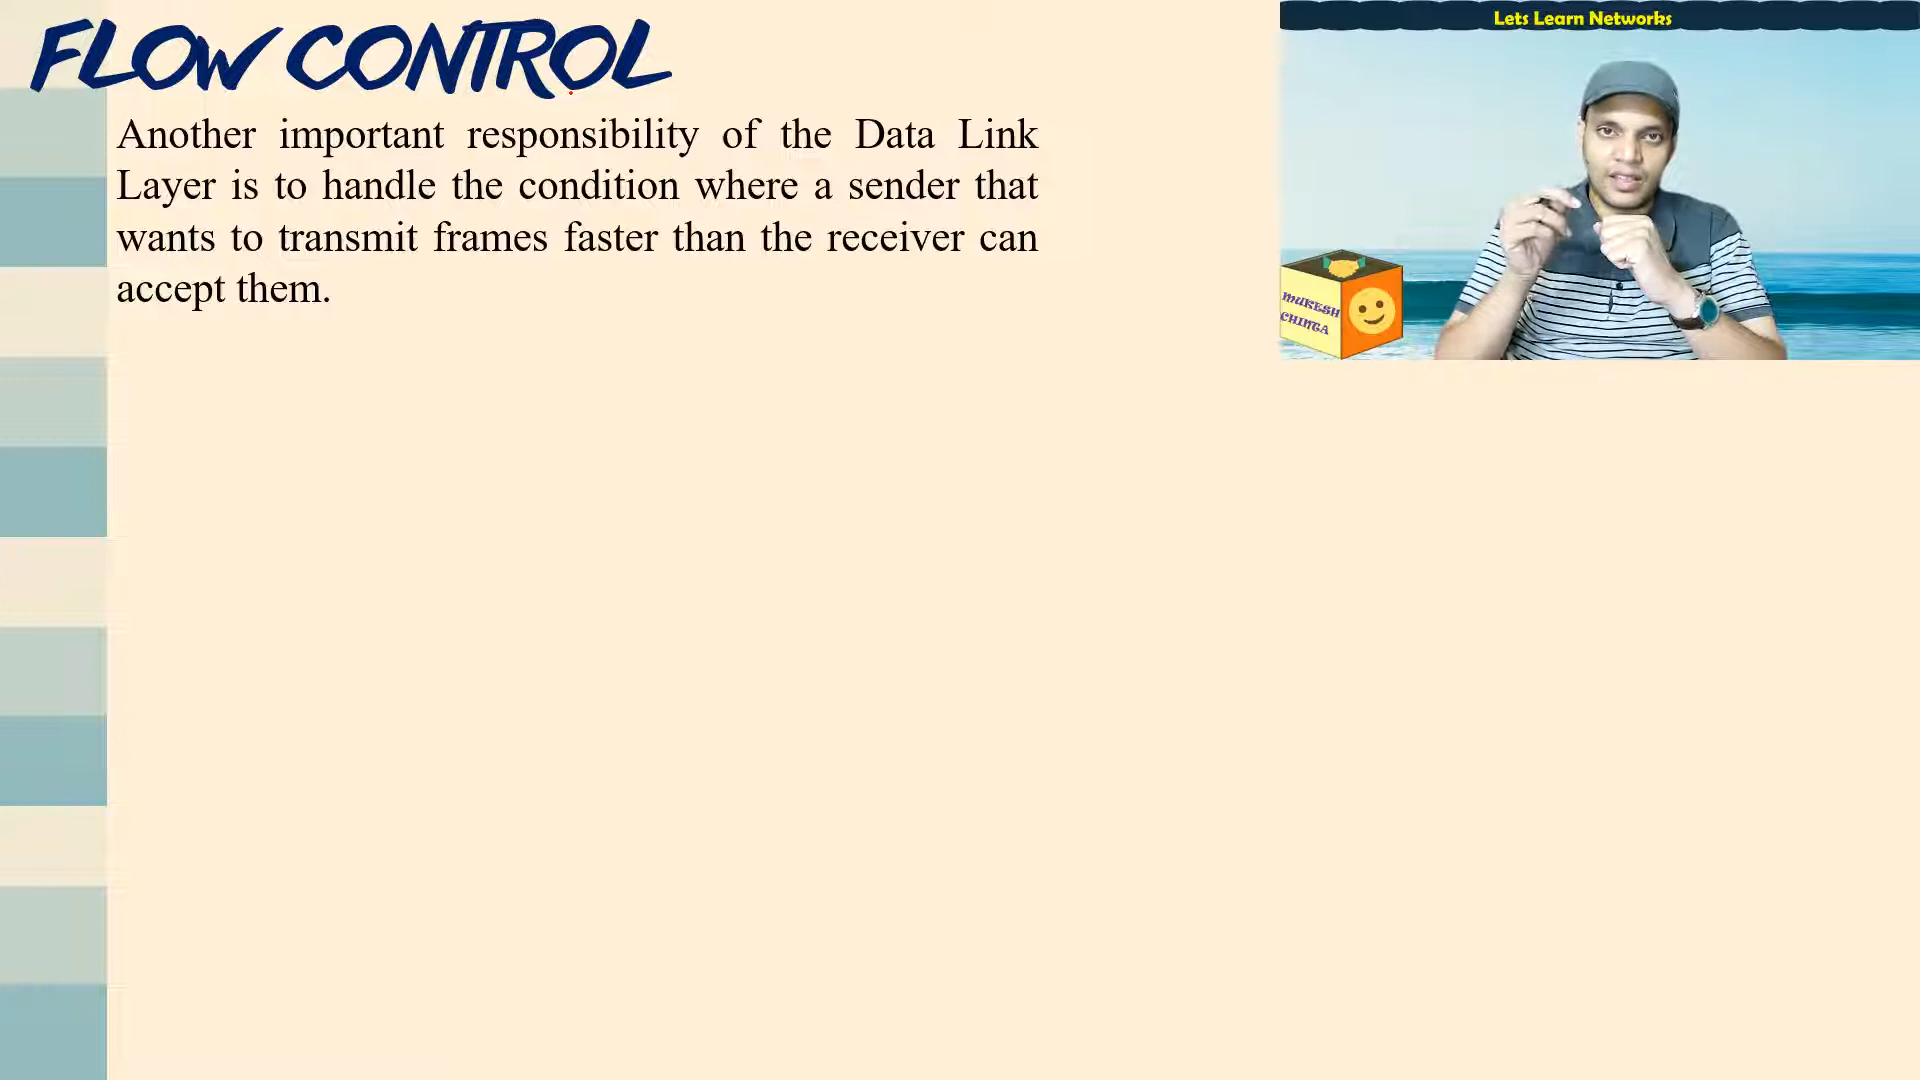 FLOW CONTROL
Another important responsibility of the Data Link
Layer is to handle the condition where a sender that
wants to transmit frames faster than the receiver can
accept them.
Lets Learn Networks
MUKESH
CHINTA